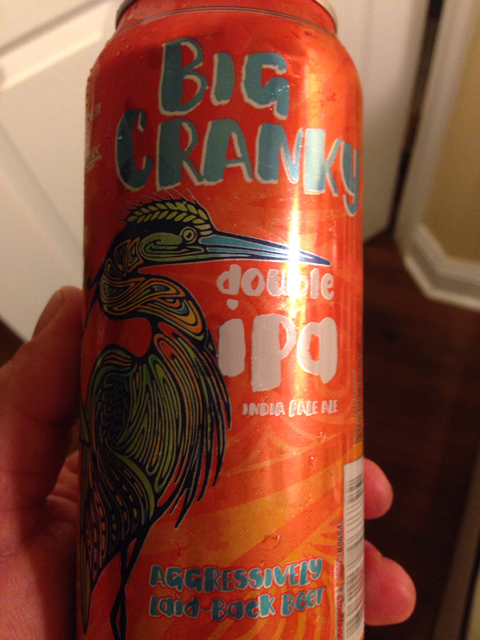 BIG
CRANKY
double
ipa
INDIA PALE ALE
AGGRESSIVELY
Laid-Back Beer